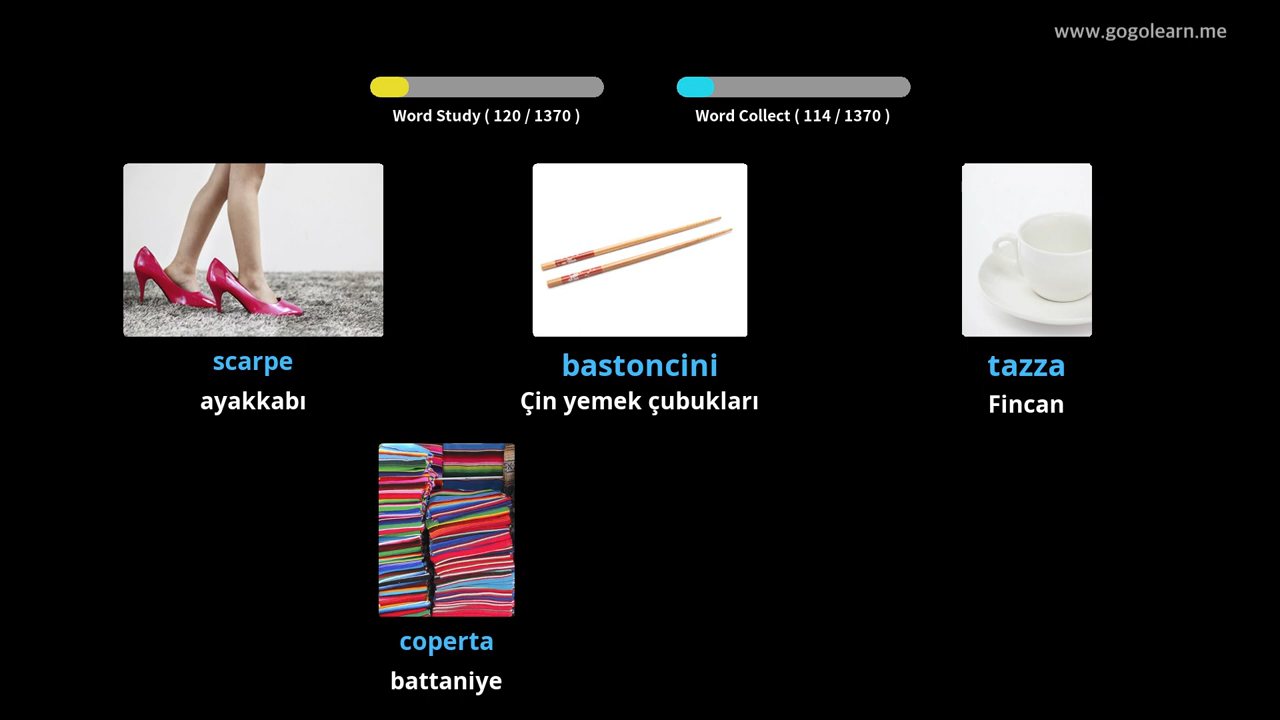 www.gogolearn.me
Word Study ( 120 / 1370 )
Word Collect ( 114 / 1370 )
scarpe
bastoncini
tazza
ayakkabı
Çin yemek çubukları
Fincan
coperta
battaniye